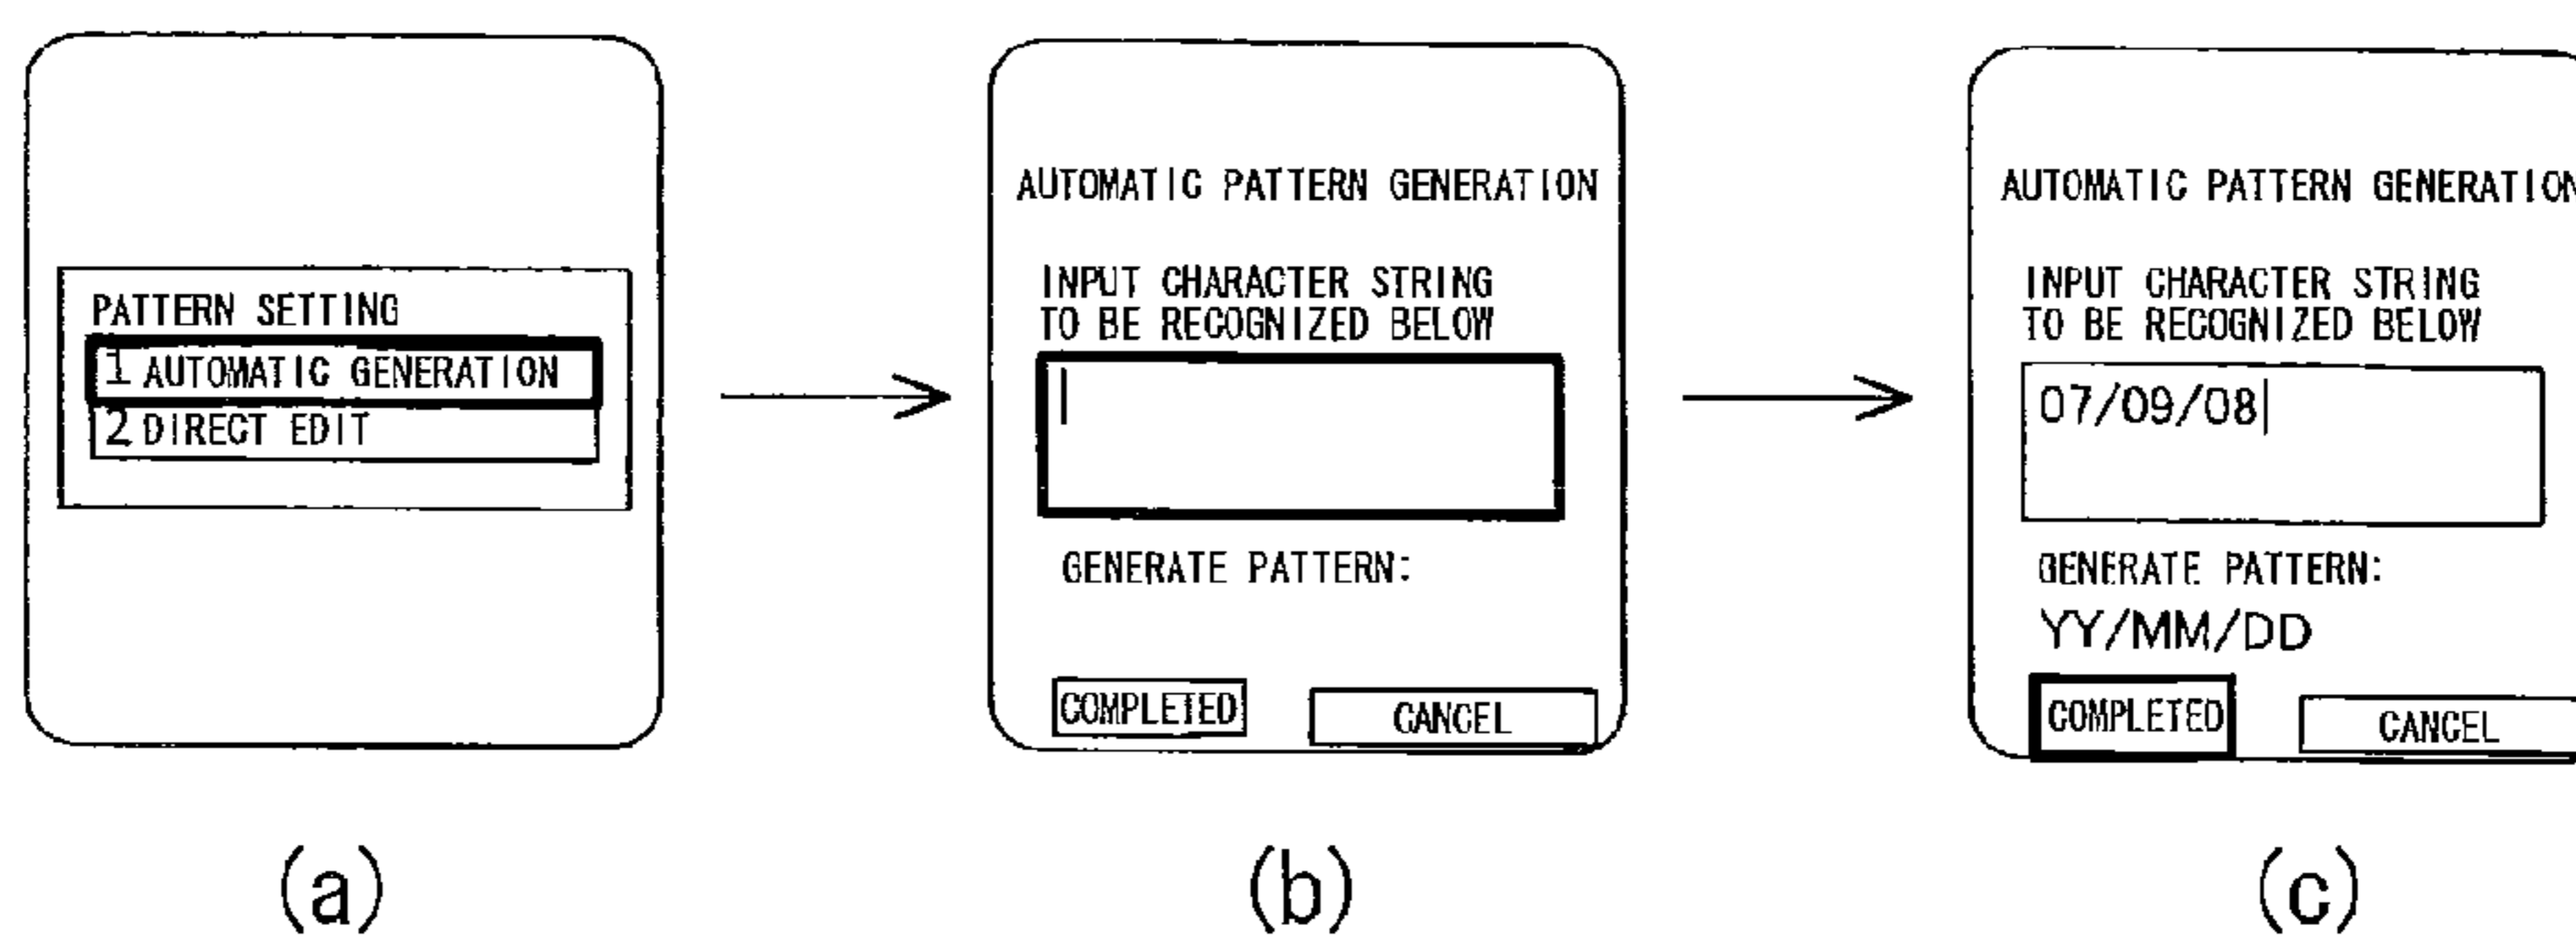 PATTERN SETTING
1 AUTOMATIC GENERATION
2 DIRECT EDIT
(a)
AUTOMATIC PATTERN GENERATION
INPUT CHARACTER STRING
TO BE RECOGNIZED BELOW
GENERATE PATTERN:
COMPLETED
CANCEL
(b)
AUTOMATIC PATTERN GENERATION
INPUT CHARACTER STRING
TO BE RECOGNIZED BELOW
07/09/08
GENERATE PATTERN:
YY/MM/DD
COMPLETED
CANCEL
(c)